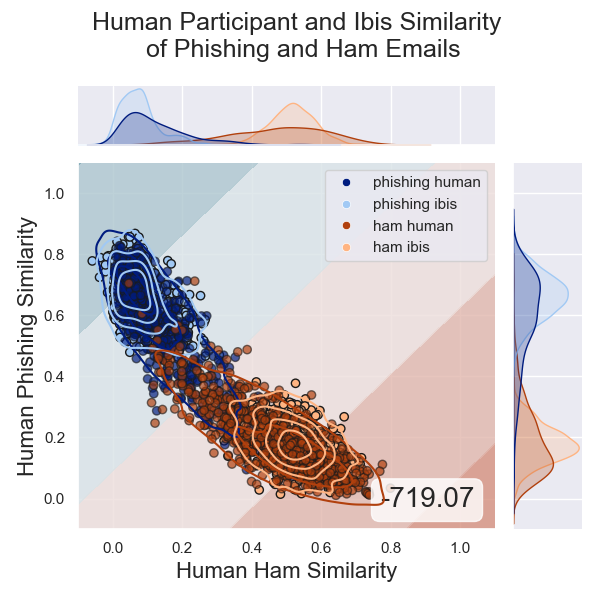 Human Participant and Ibis Similarity
of Phishing and Ham Emails
phishing human
phishing ibis
ham human
ham ibis
Human Phishing Similarity
1.0
0.8
0.6
0.4
0.2
0.0
-719.07
0.0 0.2 0.4 0.6 0.8 1.0
Human Ham Similarity